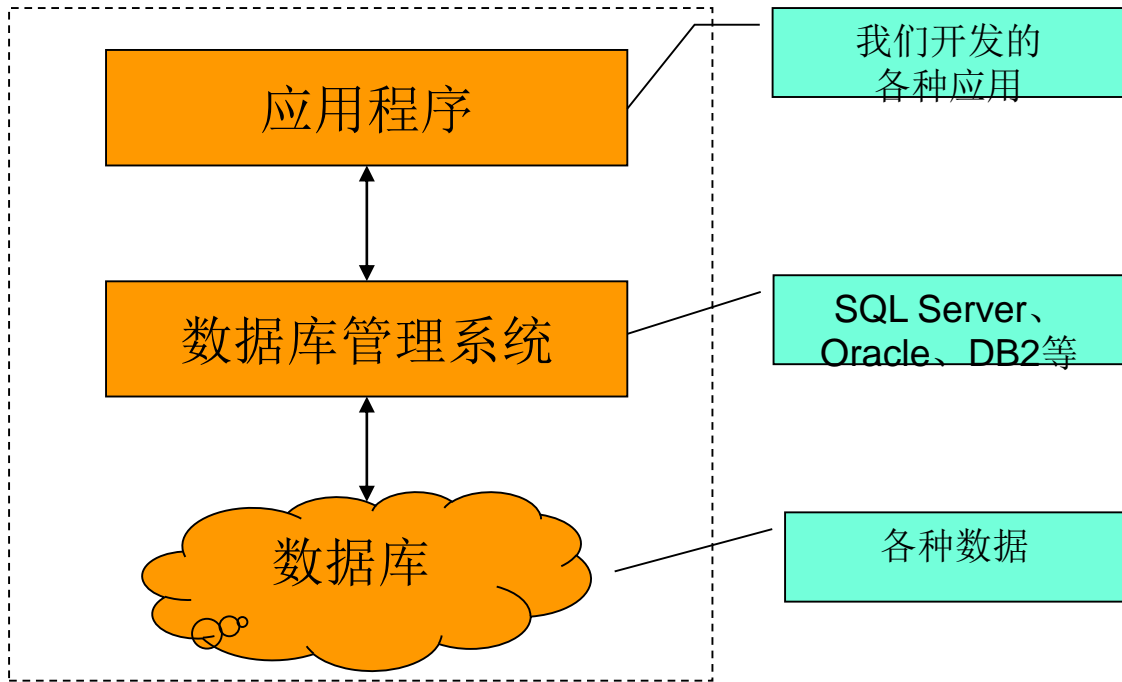 应用程序
我们开发的
各种应用
数据库管理系统
SQL Server、
Oracle、DB2等
数据库
各种数据